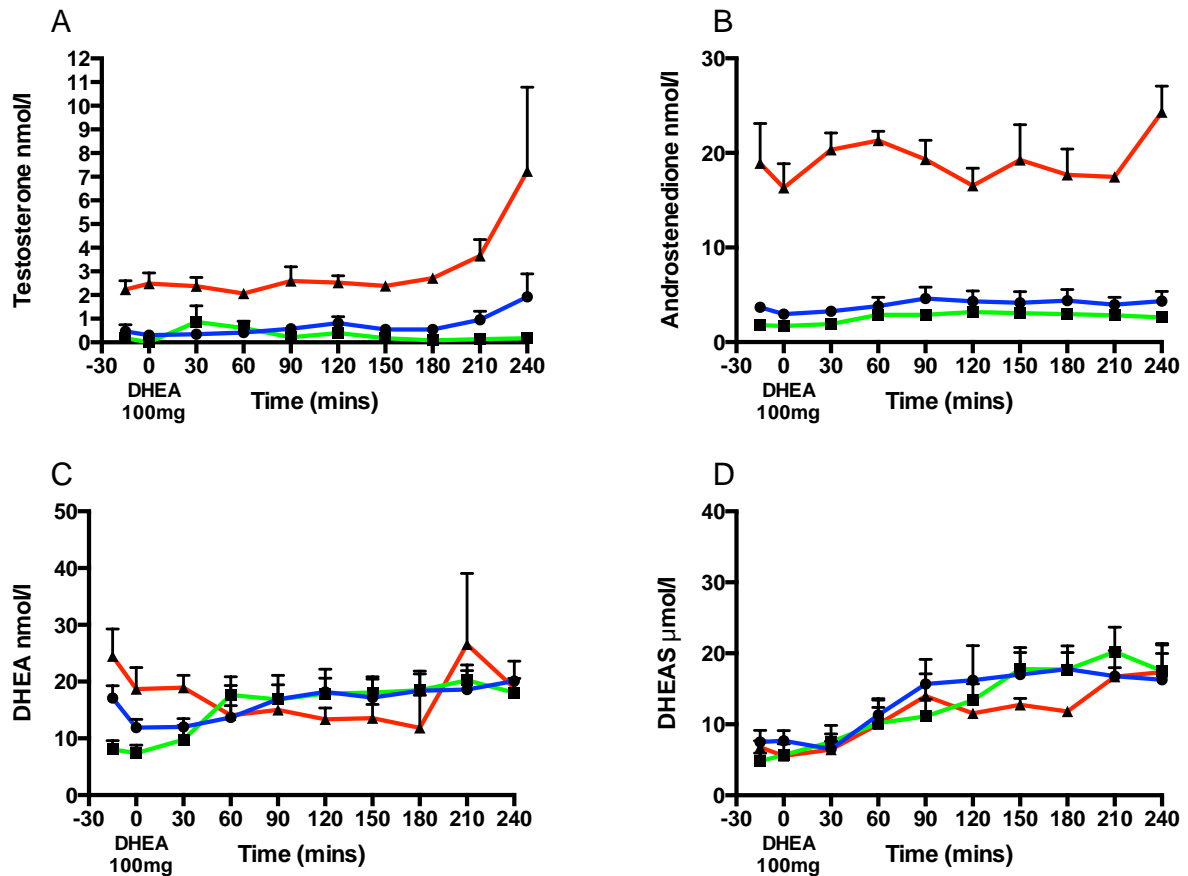 A
Testosterone nmol/l
12
11
10
9
8
7
6
5
4
3
2
1
0
-30 0 30 60 90 120 150 180 210 240
DHEA
100mg
Time (mins)
B
Androstenedione nmol/l
30
20
10
0
-30 0 30 60 90 120 150 180 210 240
DHEA
100mg
Time (mins)
C
DHEA nmol/l
50
40
30
20
10
0
-30 0 30 60 90 120 150 180 210 240
DHEA
100mg
Time (mins)
D
DHEAS μmol/l
40
30
20
10
0
-30 0 30 60 90 120 150 180 210 240
DHEA
100mg
Time (mins)